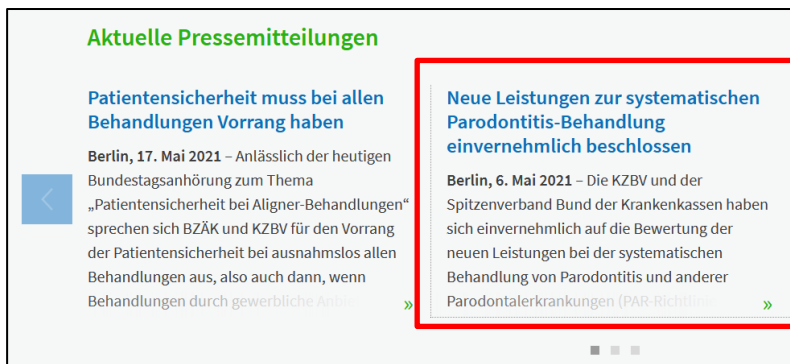 Aktuelle Pressemitteilungen
Patientensicherheit muss bei allen
Behandlungen Vorrang haben
Berlin, 17. Mai 2021 – Anlässlich der heutigen
Bundestagsanhörung zum Thema
„Patientensicherheit bei Aligner-Behandlungen“
sprechen sich BZÄK und KZBV für den Vorrang
der Patientensicherheit bei ausnahmslos allen
Behandlungen aus, also auch dann, wenn
Behandlungen durch gewerbliche »
Neue Leistungen zur systematischen
Parodontitis-Behandlung
einvernehmlich beschlossen
Berlin, 6. Mai 2021 – Die KZBV und der
Spitzenverband Bund der Krankenkassen haben
sich einvernehmlich auf die Bewertung der
neuen Leistungen bei der systematischen
Behandlung von Parodontitis und anderer
Parodontalerkrankungen (PAR-Richtlinie »